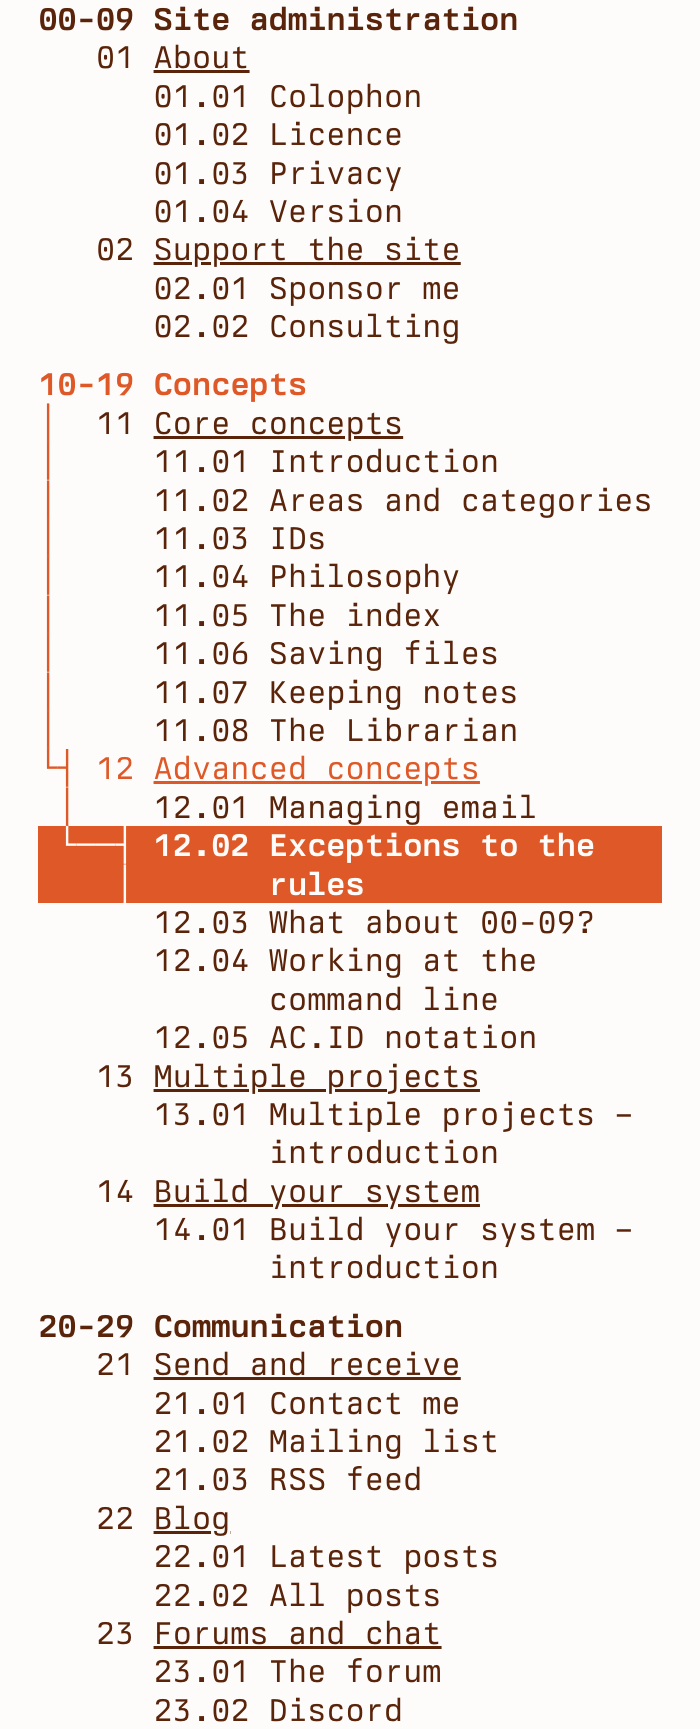 00-09 Site administration
01 About
01.01 Colophon
01.02 Licence
01.03 Privacy
01.04 Version
02 Support the site
02.01 Sponsor me
02.02 Consulting
10-19 Concepts
11 Core concepts
11.01 Introduction
11.02 Areas and categories
11.03 IDs
11.04 Philosophy
11.05 The index
11.06 Saving files
11.07 Keeping notes
11.08 The Librarian
12 Advanced concepts
12.01 Managing email
12.02 Exceptions to the
rules
12.03 What about 00-09?
12.04 Working at the
command line
12.05 AC.ID notation
13 Multiple projects
13.01 Multiple projects –
introduction
14 Build your system
14.01 Build your system –
introduction
20-29 Communication
21 Send and receive
21.01 Contact me
21.02 Mailing list
21.03 RSS feed
22 Blog
22.01 Latest posts
22.02 All posts
23 Forums and chat
23.01 The forum
23.02 Discord